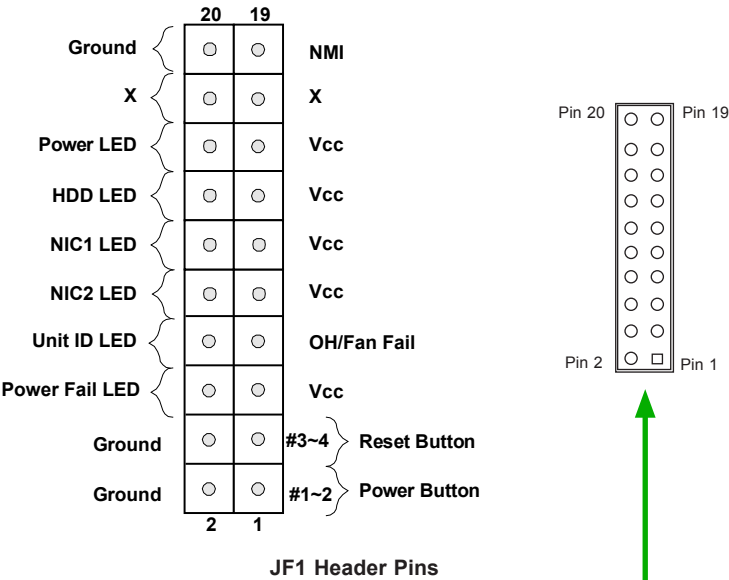 20 19
Ground NMI
X X
Pin 20 Pin 19
Power LED Vcc
HDD LED Vcc
NIC1 LED Vcc
NIC2 LED Vcc
Unit ID LED OH/Fan Fail
Pin 2 Pin 1
Power Fail LED Vcc
Ground #3~4 Reset Button
Ground #1~2 Power Button
2 1
JF1 Header Pins